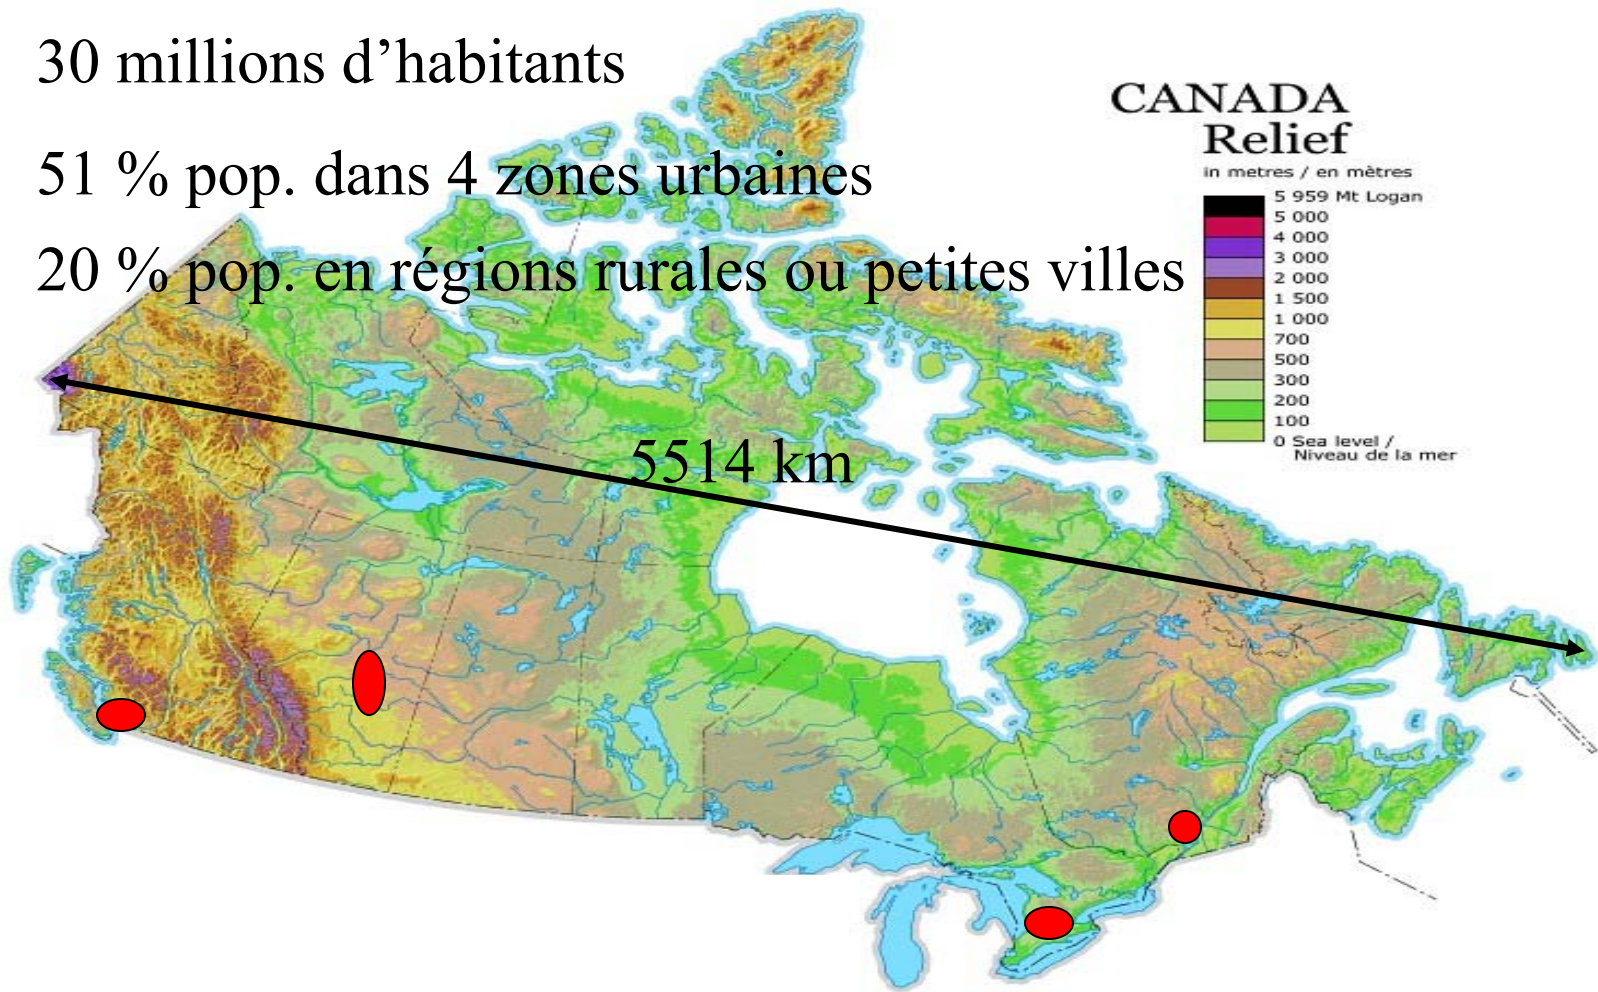 30 millions d’habitants
51 % pop. dans 4 zones urbaines
20 % pop. en régions rurales ou petites villes
5514 km
CANADA
Relief
in metres / en mètres
5 959 Mt Logan
5 000
4 000
3 000
2 000
1 500
1 000
700
500
300
200
100
0 Sea level /
Niveau de la mer